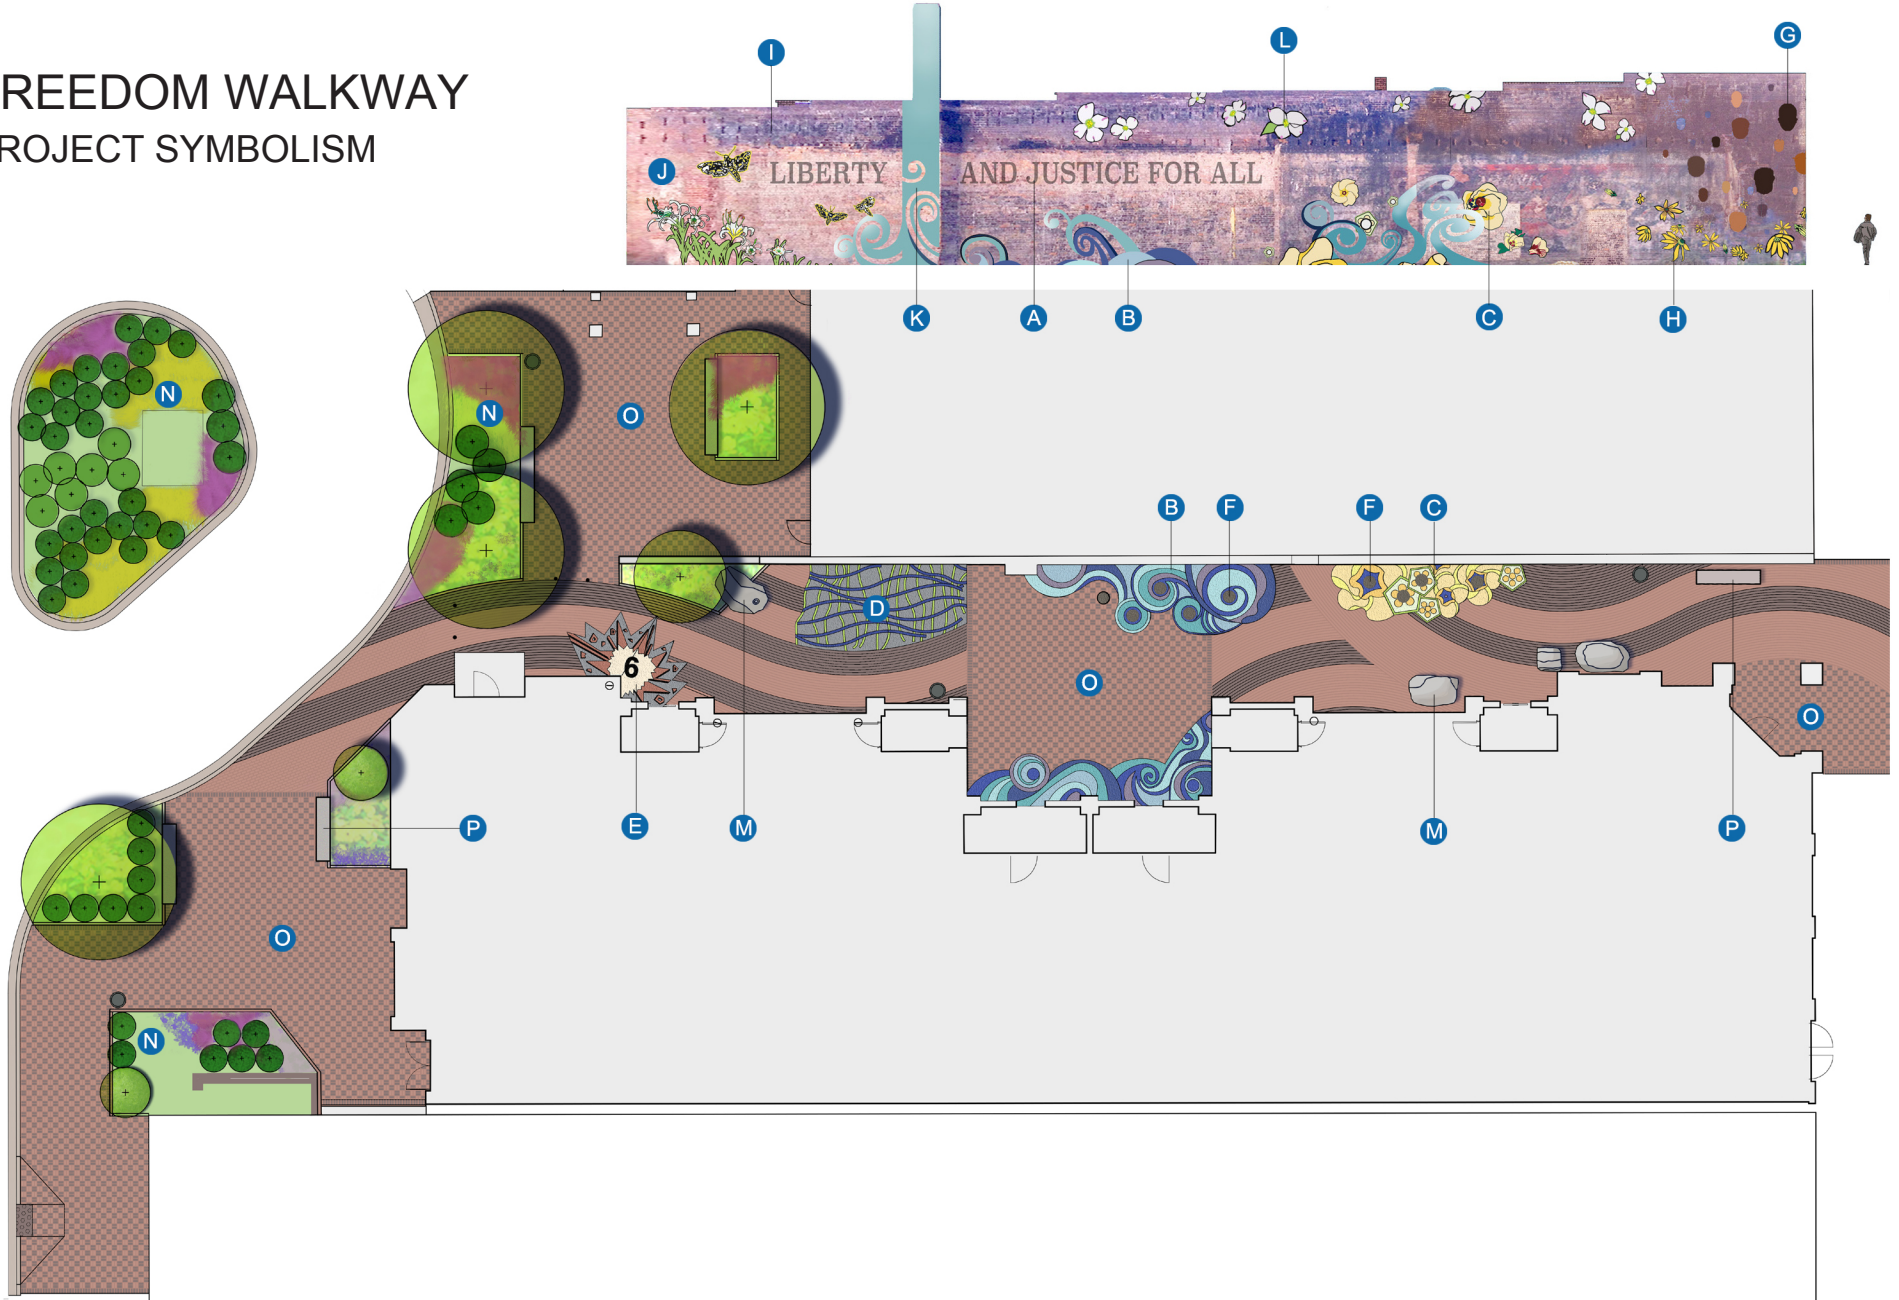 REEDOM WALKWAY
ROJECT SYMBOLISM
I
L
G
J
LIBERTY AND JUSTICE FOR ALL
K
A
B
C
H
N
N
O
B
F
F
C
D
6
O
O
P
E
M
M
P
O
N